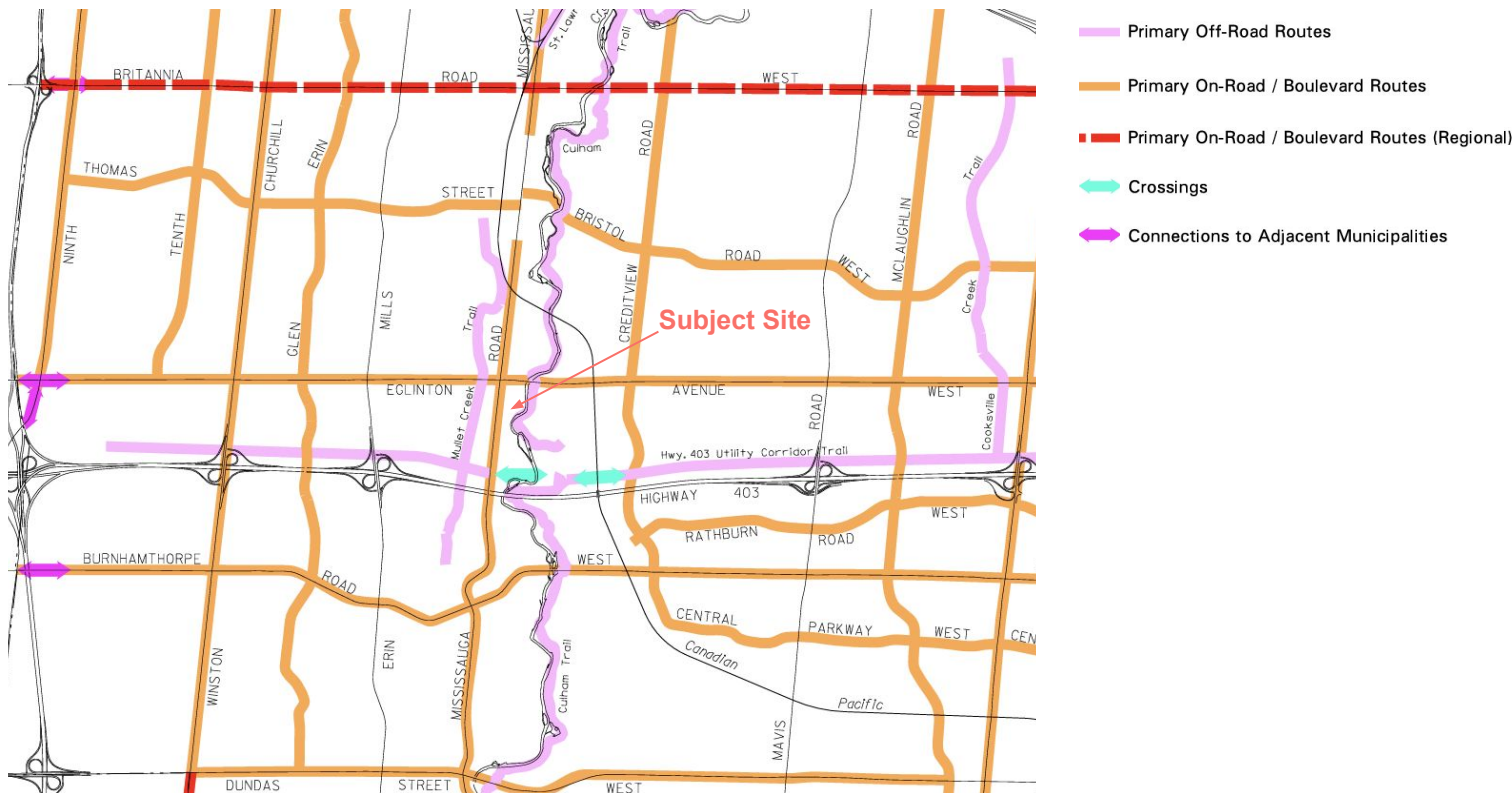 MISSISSAU
St. Lawr
Trail
BRITANNIA
ROAD
WEST
Culham
THOMAS
STREET
CHURCHILL
ERIN
ROAD
ROAD
Trail
NINTH
TENTH
BRISTOL
ROAD
WEST
MCLAUGHLIN
MILLS
GLEN
Trail
ROAD
CREDITVIEW
Creek
Subject Site
EGLINTON
AVENUE
WEST
Mullet Creek
ROAD
Cooksville
Hwy. 403 Utility Corridor Trail
HIGHWAY 403
WEST
RATHBURN
ROAD
BURNHAMTHORPE
ROAD
WEST
CENTRAL
PARKWAY
WEST
CEN
WINSTON
ERIN
MISSISSAUGA
Culham Trail
Canadian
Pacific
MAVIS
DUNDAS
STREET
WEST
Primary Off-Road Routes
Primary On-Road / Boulevard Routes
Primary On-Road / Boulevard Routes (Regional)
Crossings
Connections to Adjacent Municipalities